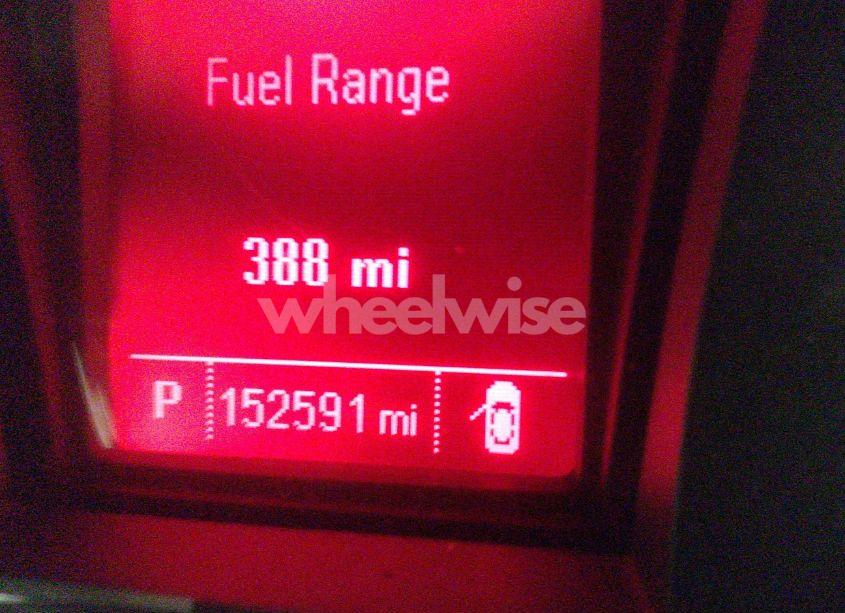 Fuel Range
388 mi
wheelwise
P 152591 mi